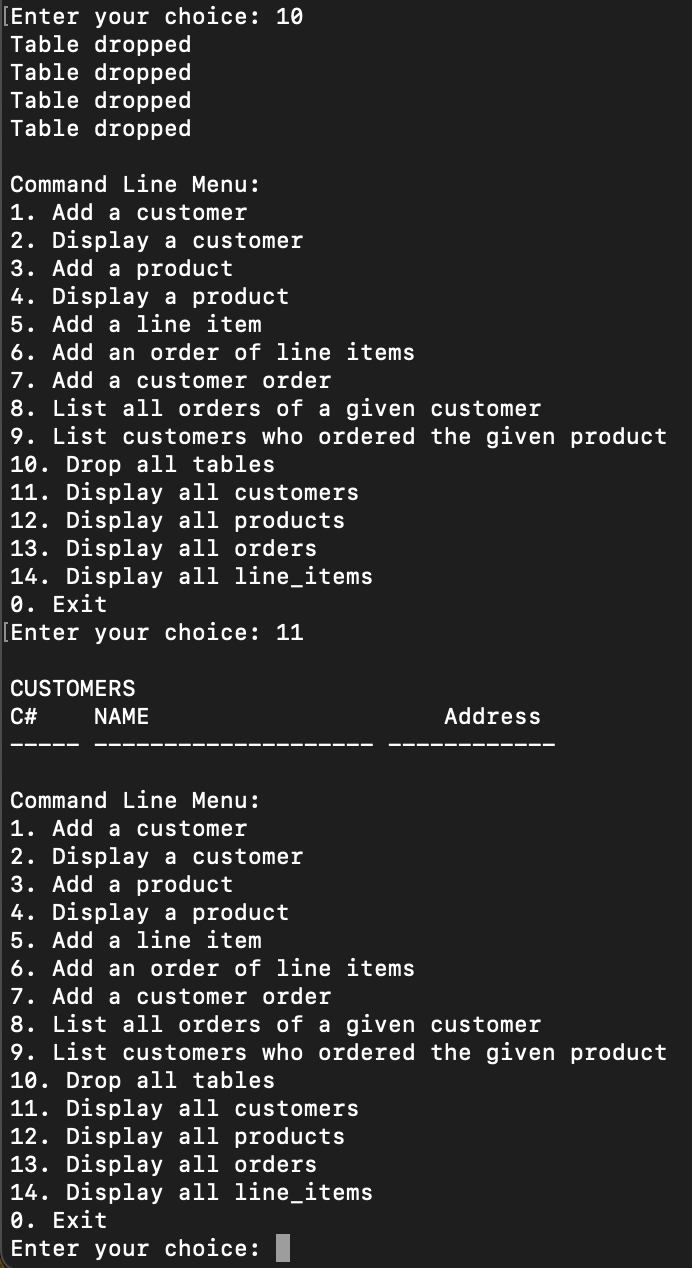 [Enter your choice: 10
Table dropped
Table dropped
Table dropped
Table dropped
Command Line Menu:
1. Add a customer
2. Display a customer
3. Add a product
4. Display a product
5. Add a line item
6. Add an order of line items
7. Add a customer order
8. List all orders of a given customer
9. List customers who ordered the given product
10. Drop all tables
11. Display all customers
12. Display all products
13. Display all orders
14. Display all line_items
0. Exit
[Enter your choice: 11
CUSTOMERS
C#    NAME                     Address
----- -------------------- ------------
Command Line Menu:
1. Add a customer
2. Display a customer
3. Add a product
4. Display a product
5. Add a line item
6. Add an order of line items
7. Add a customer order
8. List all orders of a given customer
9. List customers who ordered the given product
10. Drop all tables
11. Display all customers
12. Display all products
13. Display all orders
14. Display all line_items
0. Exit
Enter your choice: